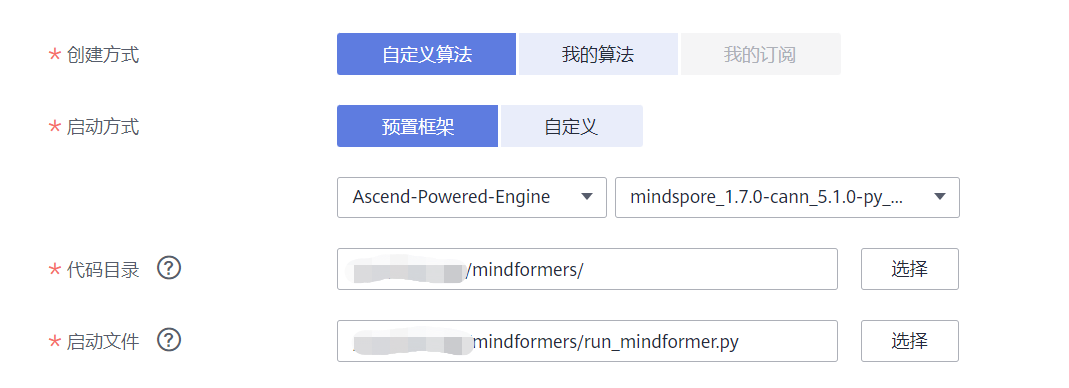 * 创建方式 自定义算法 我的算法 我的订阅
* 启动方式 预置框架 自定义
Ascend-Powered-Engine mindspore_1.7.0-cann_5.1.0-py_...
* 代码目录 ? /mindformers/ 选择
* 启动文件 ? mindformers/run_mindformer.py 选择